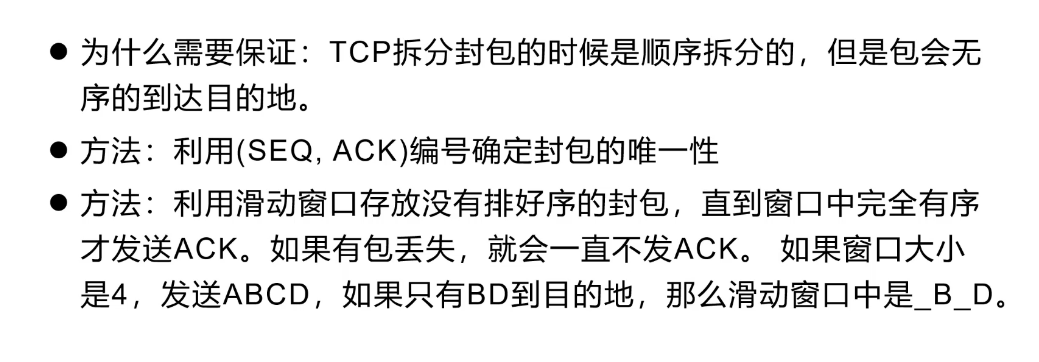 ● 为什么需要保证：TCP拆分封包的时候是顺序拆分的，但是包会无
序的到达目的地。
● 方法：利用(SEQ, ACK)编号确定封包的唯一性
● 方法：利用滑动窗口存放没有排好序的封包，直到窗口中完全有序
才发送ACK。如果有包丢失，就会一直不发ACK。 如果窗口大小
是4，发送ABCD，如果只有BD到目的地，那么滑动窗口中是_B_D。